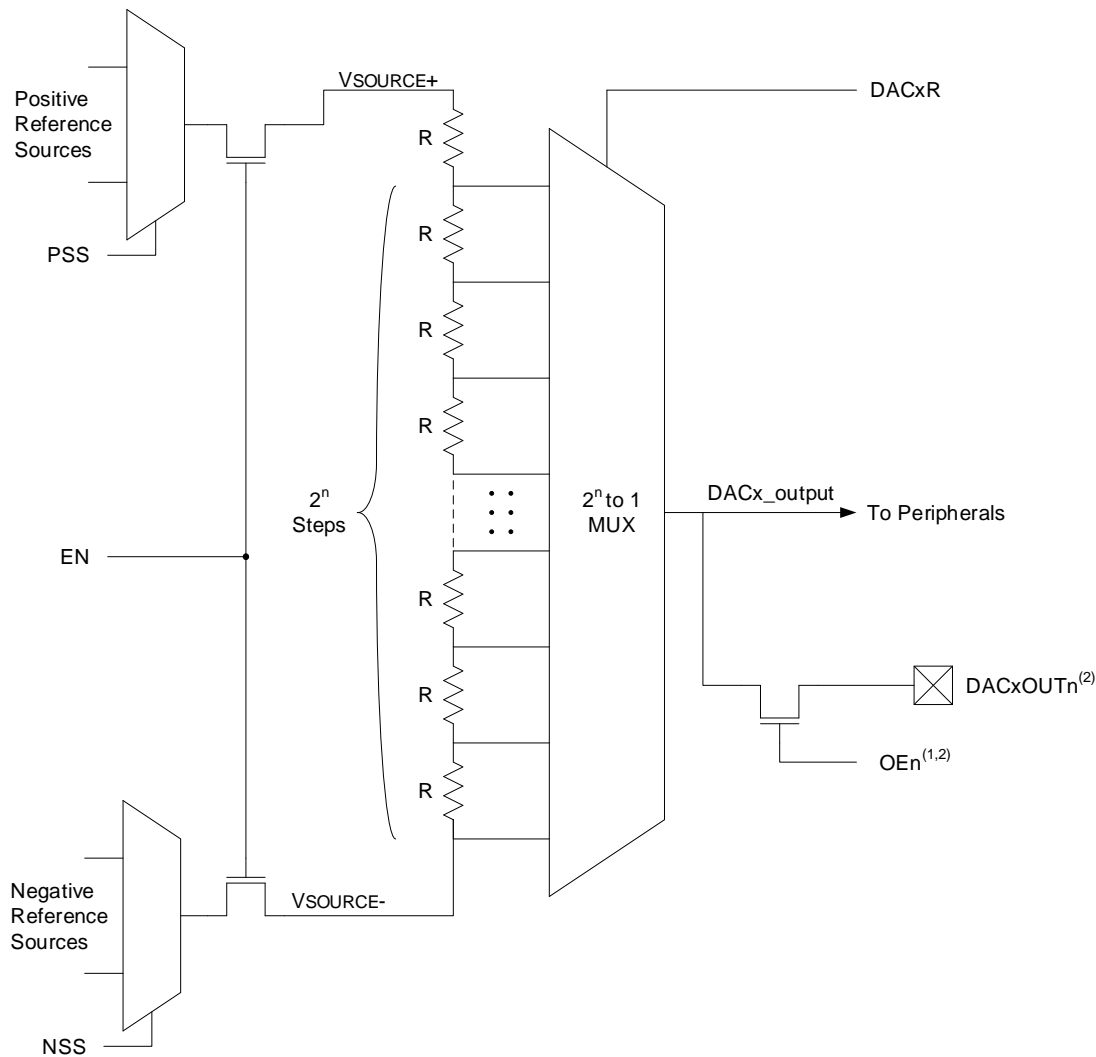 VSOURCE+
DACxR
Positive
Reference
Sources
R
PSS
R
R
R
2ⁿ
Steps
2ⁿ to 1
MUX
DACx_output
To Peripherals
EN
R
R
DACxOUTn⁽²⁾
OEn⁽¹,²⁾
R
Negative
Reference
Sources
VSOURCE-
NSS